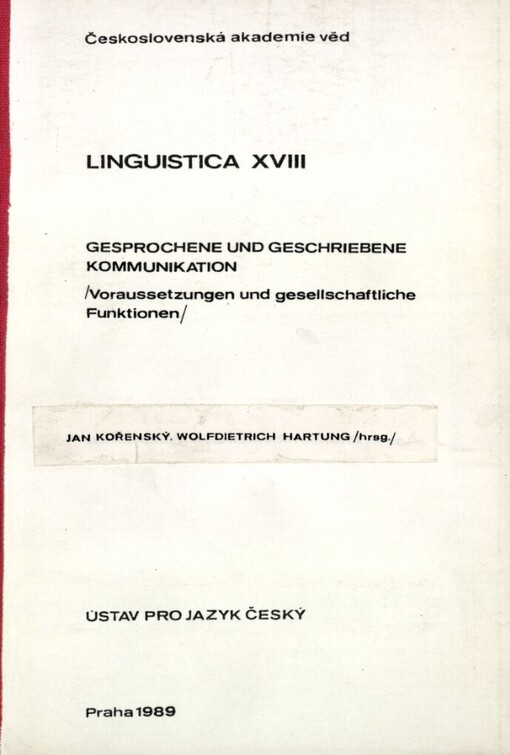 Československá akademie věd
LINGUISTICA XVIII
GESPROCHENE UND GESCHRIEBENE
KOMMUNIKATION
/Voraussetzungen und gesellschaftliche
Funktionen/
JAN KOŘENSKÝ. WOLFDIETRICH HARTUNG /hrsg./
ÚSTAV PRO JAZYK ČESKÝ
Praha 1989